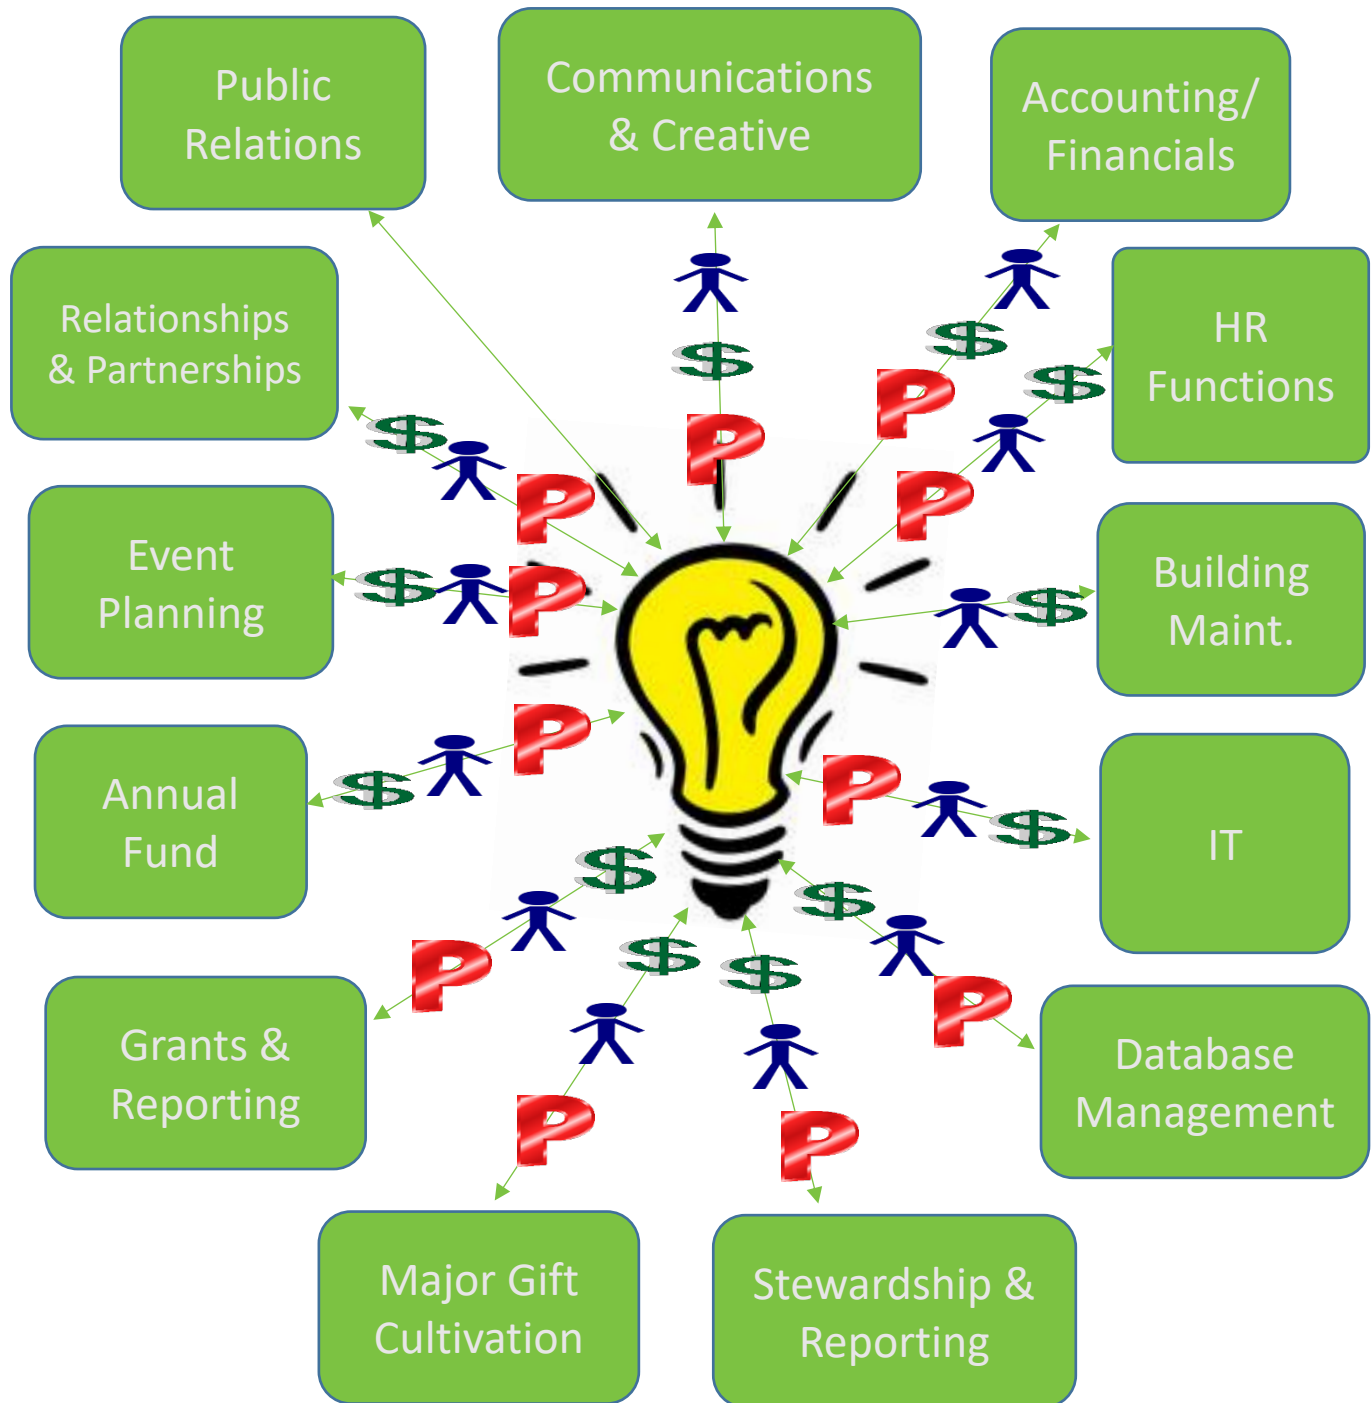 Public
Relations
Communications
& Creative
Accounting/
Financials
Relationships
& Partnerships
HR
Functions
Event
Planning
Building
Maint.
Annual
Fund
IT
Grants &
Reporting
Database
Management
Major Gift
Cultivation
Stewardship &
Reporting
$
$
$
$
$
$
$
$
$
$
$
$
P
P
P
P
P
P
P
P
P
P
P